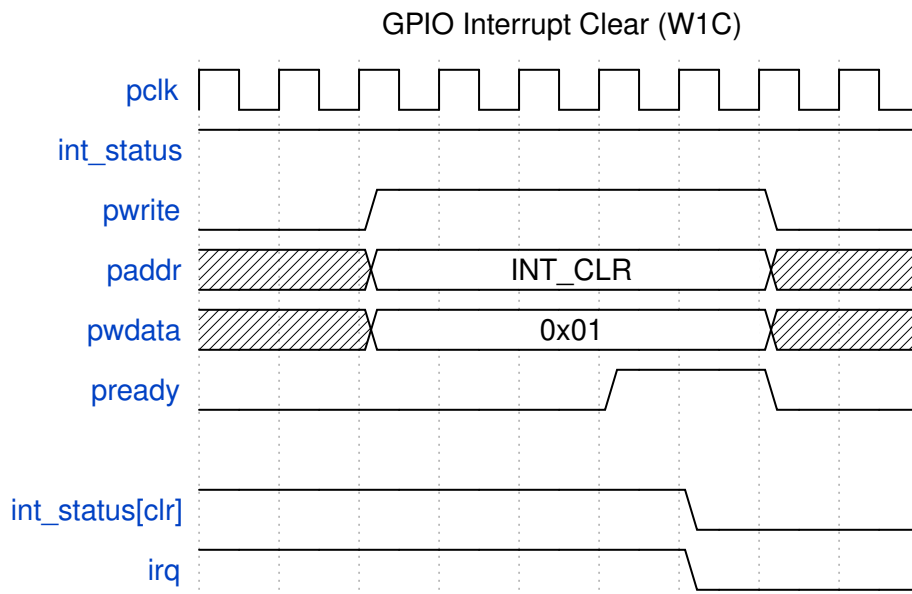 GPIO Interrupt Clear (W1C)
pclk
int_status
pwrite
paddr INT_CLR
pwdata 0x01
pready
int_status[clr]
irq